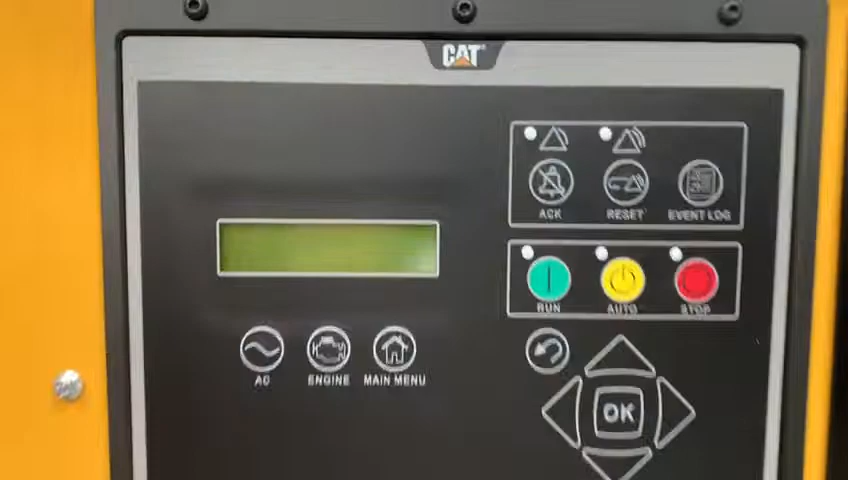 CAT
ACK RESET EVENT LOG
RUN AUTO STOP
AC ENGINE MAIN MENU
OK